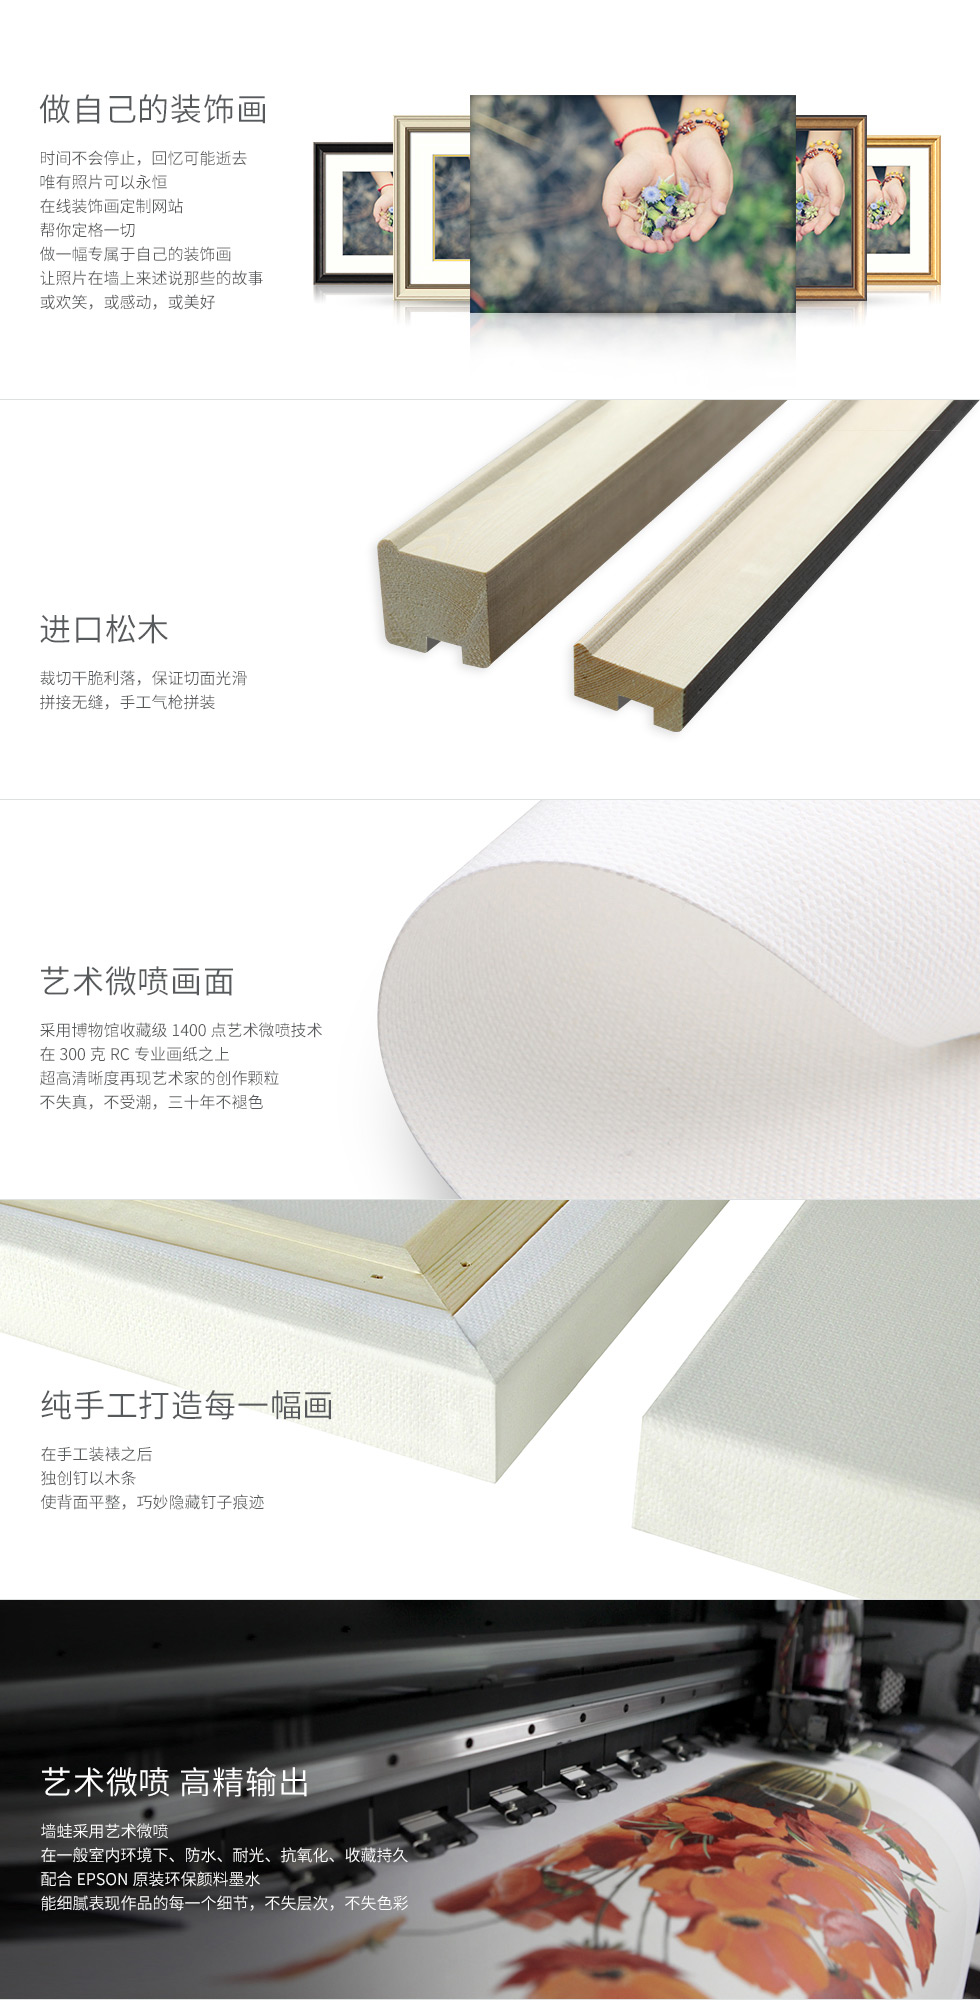 做自己的装饰画
时间不会停止，回忆可能逝去
唯有照片可以永恒
在线装饰画定制网站
帮你定格一切
做一幅专属于自己的装饰画
让照片在墙上来述说那些的故事
或欢笑，或感动，或美好
进口松木
裁切干脆利落，保证切面光滑
拼接无缝，手工气枪拼装
艺术微喷画面
采用博物馆收藏级 1400 点艺术微喷技术
在 300 克 RC 专业画纸之上
超高清晰度再现艺术家的创作颗粒
不失真，不受潮，三十年不褪色
纯手工打造每一幅画
在手工装裱之后
独创钉以木条
使背面平整，巧妙隐藏钉子痕迹
艺术微喷 高精输出
墙蛙采用艺术微喷
在一般室内环境下、防水、耐光、抗氧化、收藏持久
配合 EPSON 原装环保颜料墨水
能细腻表现作品的每一个细节，不失层次，不失色彩